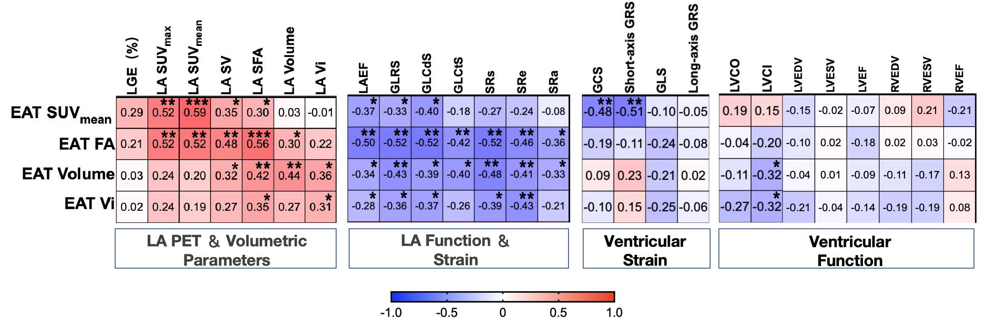 LGE (%) LA SUVmax LA SUVmean LA SV LA SFA LA Volume LA Vi LAEF GLRS GLCdS GLCtS SRs SRe SRa GCS Short-axis GRS GLS Long-axis GRS LVCO LVCI LVEDV LVESV LVEF RVEDV RVESV RVEF
** *** * * * * * ** **
EAT SUVmean 0.29 0.52 0.59 0.35 0.30 0.03 -0.01 -0.37 -0.33 -0.40 -0.18 -0.27 -0.24 -0.08 -0.48 -0.51 -0.10 -0.05 0.19 0.15 -0.15 -0.02 -0.07 0.09 0.21 -0.21
** ** ** *** * ** ** ** ** ** ** *
EAT FA 0.21 0.52 0.52 0.48 0.56 0.30 0.22 -0.50 -0.52 -0.52 -0.42 -0.52 -0.46 -0.36 -0.19 -0.11 -0.24 -0.08 -0.04 -0.20 -0.10 0.02 -0.18 0.02 0.03 -0.02
* ** ** * * ** * * ** ** * *
EAT Volume 0.03 0.24 0.20 0.32 0.42 0.44 0.36 -0.34 -0.43 -0.39 -0.40 -0.48 -0.41 -0.33 0.09 0.23 -0.21 0.02 -0.11 -0.32 -0.04 0.01 -0.09 -0.11 -0.17 0.13
* * * * * * ** *
EAT Vi 0.02 0.24 0.19 0.27 0.35 0.27 0.31 -0.28 -0.36 -0.37 -0.26 -0.39 -0.43 -0.21 -0.10 0.15 -0.25 -0.06 -0.27 -0.32 -0.21 -0.04 -0.14 -0.19 -0.19 0.08
LA PET & Volumetric
Parameters
LA Function &
Strain
Ventricular
Strain
Ventricular
Function
-1.0 -0.5 0 0.5 1.0